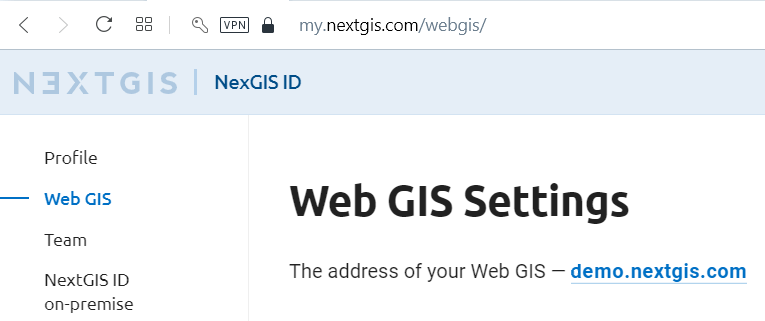 VPN my.nextgis.com/webgis/
NEXTGIS NexGIS ID
Profile
Web GIS
Team
NextGIS ID
on-premise
Web GIS Settings
The address of your Web GIS — demo.nextgis.com